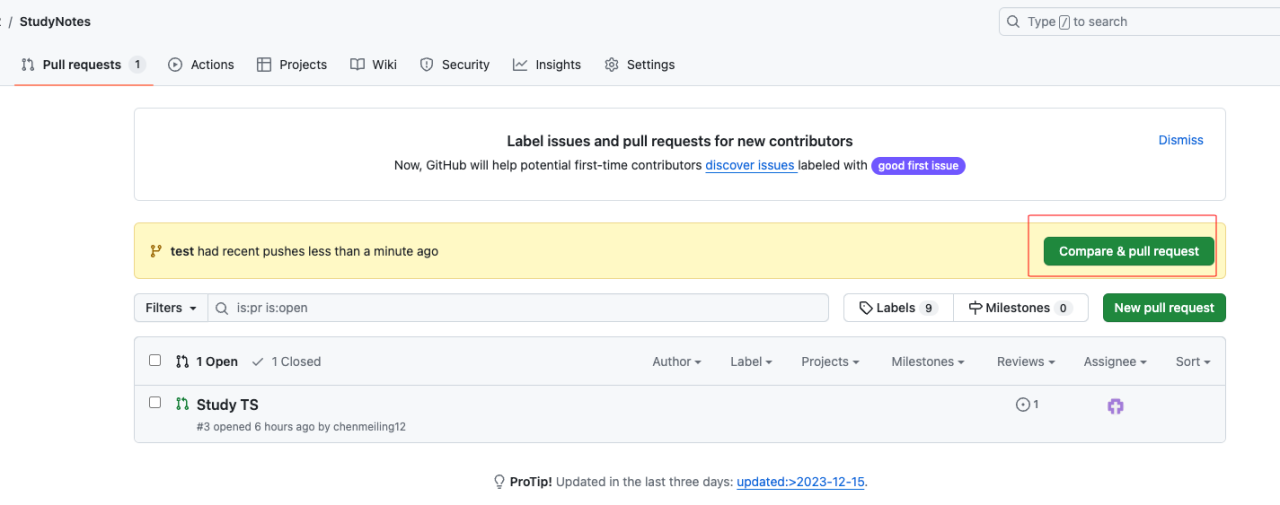 / StudyNotes
Type / to search
Pull requests 1 Actions Projects Wiki Security Insights Settings
Label issues and pull requests for new contributors
Dismiss
Now, GitHub will help potential first-time contributors discover issues labeled with good first issue
test had recent pushes less than a minute ago
Compare & pull request
Filters is:pr is:open Labels 9 Milestones 0 New pull request
1 Open 1 Closed Author Label Projects Milestones Reviews Assignee Sort
Study TS 1
#3 opened 6 hours ago by chenmeiling12
ProTip! Updated in the last three days: updated:>2023-12-15.